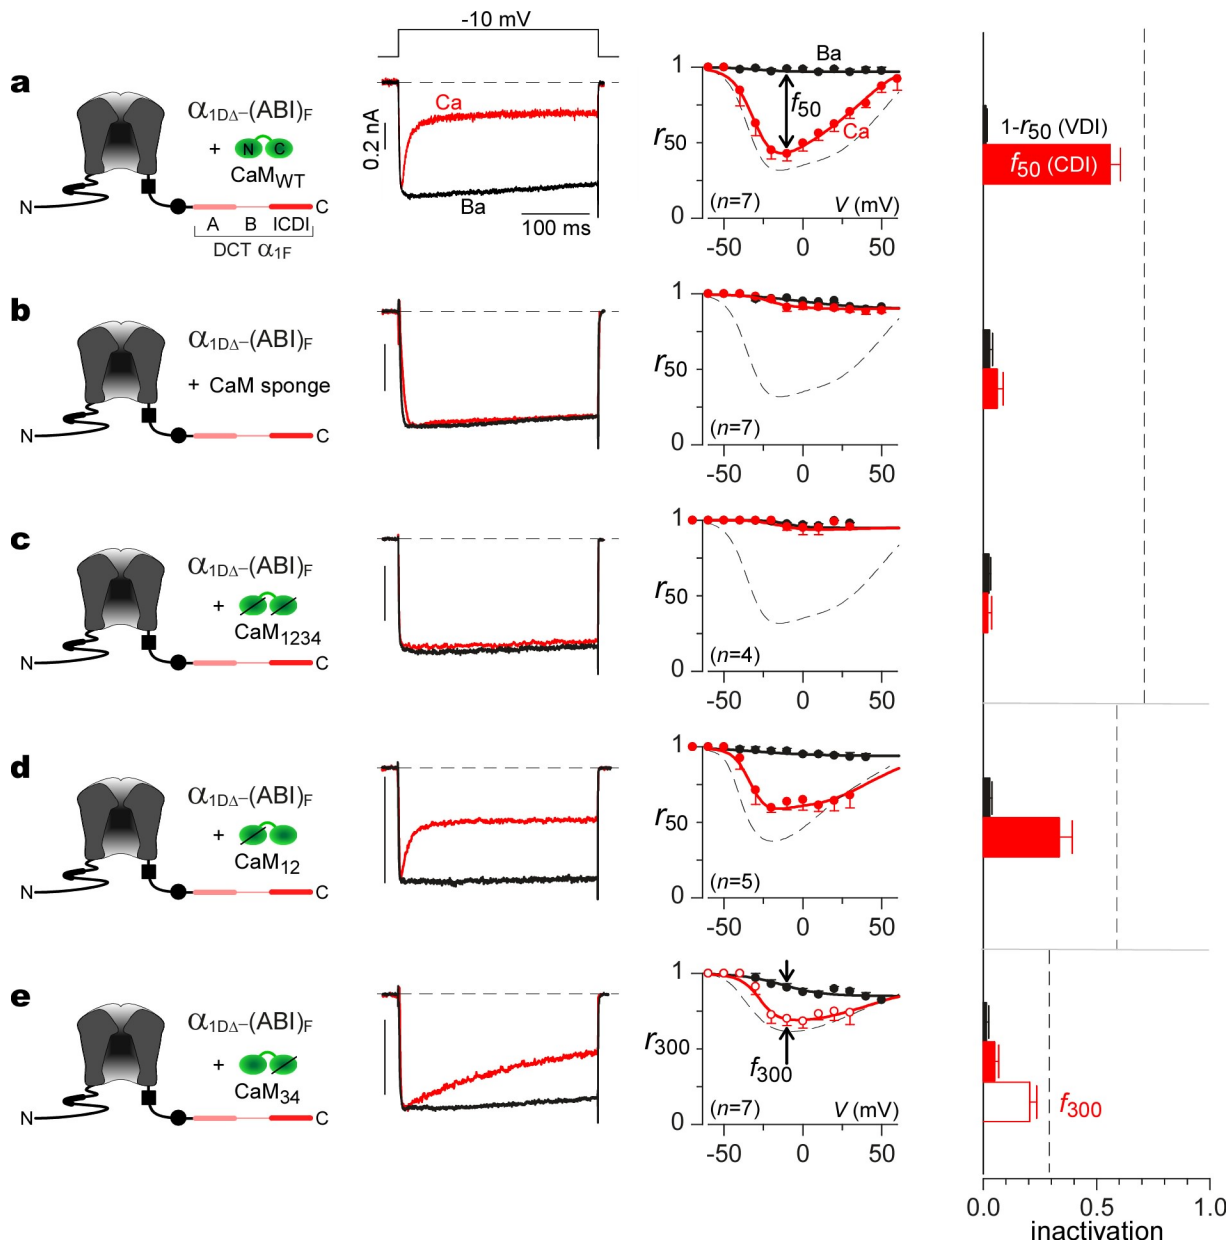 -10 mV
a
α1DΔ–(ABI)F
+ N C
CaMWT
N C
A B ICDI
DCT α1F
0.2 nA
Ca
Ba
100 ms
1
r50
50
0
Ba
f50
Ca
(n=7) V (mV)
-50 0 50
1-r50 (VDI)
f50 (CDI)
b
α1DΔ–(ABI)F
+ CaM sponge
N C
1
r50
50
0
(n=7)
-50 0 50
c
α1DΔ–(ABI)F
+
CaM1234
N C
1
r50
50
0
(n=4)
-50 0 50
d
α1DΔ–(ABI)F
+
CaM12
N C
1
r50
50
0
(n=5)
-50 0 50
e
α1DΔ–(ABI)F
+
CaM34
N C
1
r300
0
f300
(n=7) V (mV)
-50 0 50
f300
0.0 0.5 1.0
inactivation